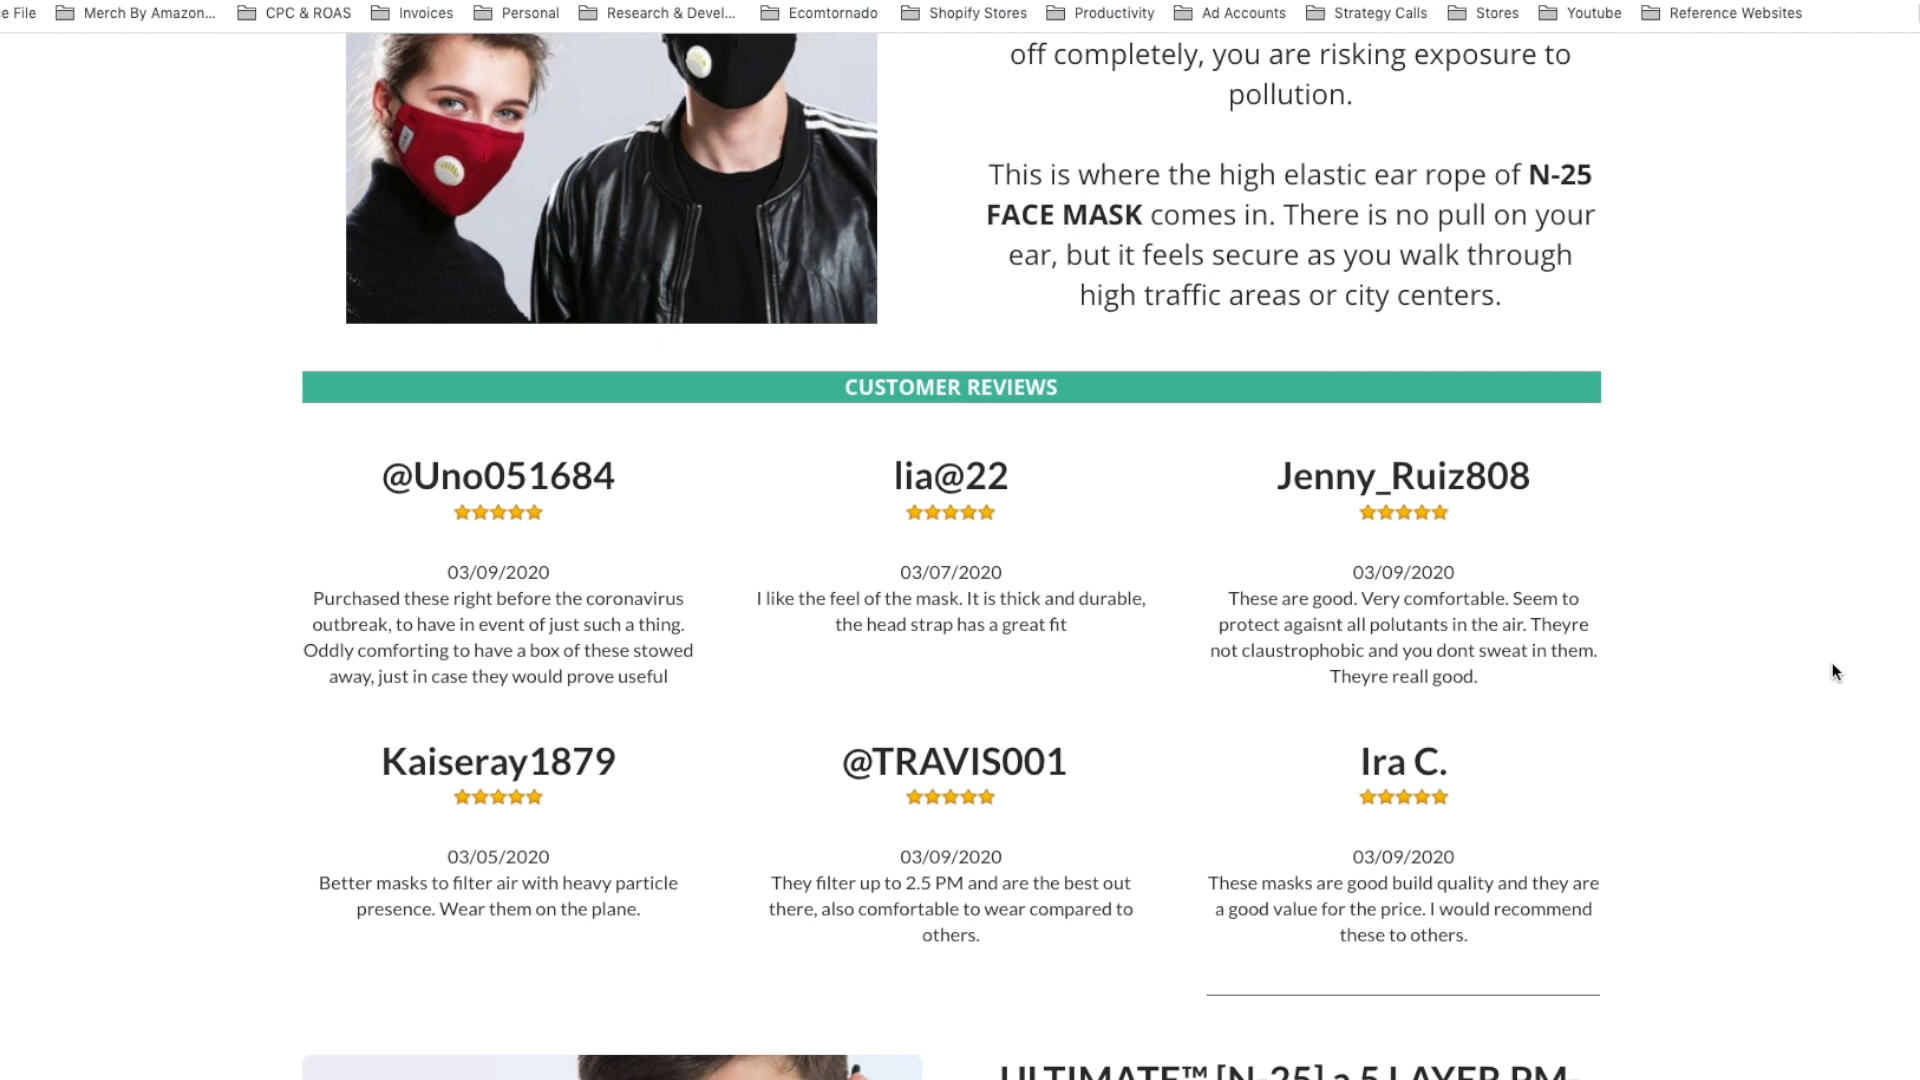 e File
Merch By Amazon...
CPC & ROAS
Invoices
Personal
Research & Devel...
Ecomtornado
Shopify Stores
Productivity
Ad Accounts
Strategy Calls
Stores
Youtube
Reference Websites
off completely, you are risking exposure to
pollution.
This is where the high elastic ear rope of N-25
FACE MASK comes in. There is no pull on your
ear, but it feels secure as you walk through
high traffic areas or city centers.
CUSTOMER REVIEWS
@Uno051684
03/09/2020
Purchased these right before the coronavirus
outbreak, to have in event of just such a thing.
Oddly comforting to have a box of these stowed
away, just in case they would prove useful
lia@22
03/07/2020
I like the feel of the mask. It is thick and durable,
the head strap has a great fit
Jenny_Ruiz808
03/09/2020
These are good. Very comfortable. Seem to
protect agaisnt all polutants in the air. Theyre
not claustrophobic and you dont sweat in them.
Theyre reall good.
Kaiseray1879
03/05/2020
Better masks to filter air with heavy particle
presence. Wear them on the plane.
@TRAVIS001
03/09/2020
They filter up to 2.5 PM and are the best out
there, also comfortable to wear compared to
others.
Ira C.
03/09/2020
These masks are good build quality and they are
a good value for the price. I would recommend
these to others.
ULTIMATE™ [N-25] a 5 LAYER PM-